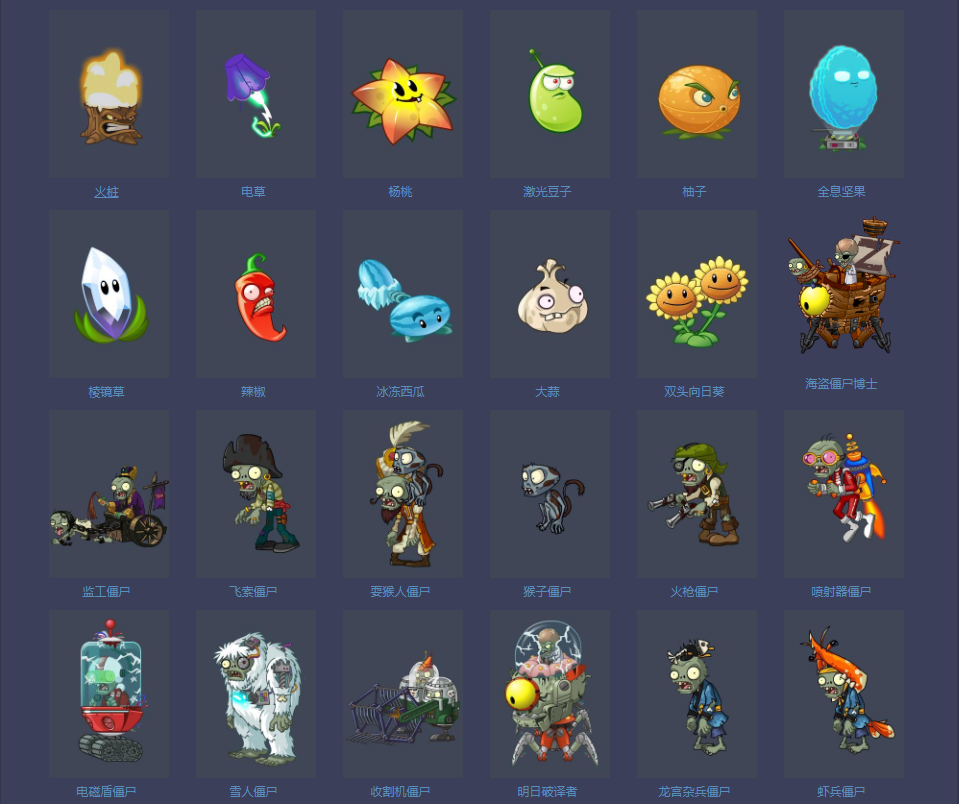 火桩
电草
杨桃
激光豆子
柚子
全息坚果
棱镜草
辣椒
冰冻西瓜
大蒜
双头向日葵
海盗僵尸博士
监工僵尸
飞索僵尸
耍猴人僵尸
猴子僵尸
火枪僵尸
喷射器僵尸
电磁盾僵尸
雪人僵尸
收割机僵尸
明日破译者
龙宫杂兵僵尸
虾兵僵尸